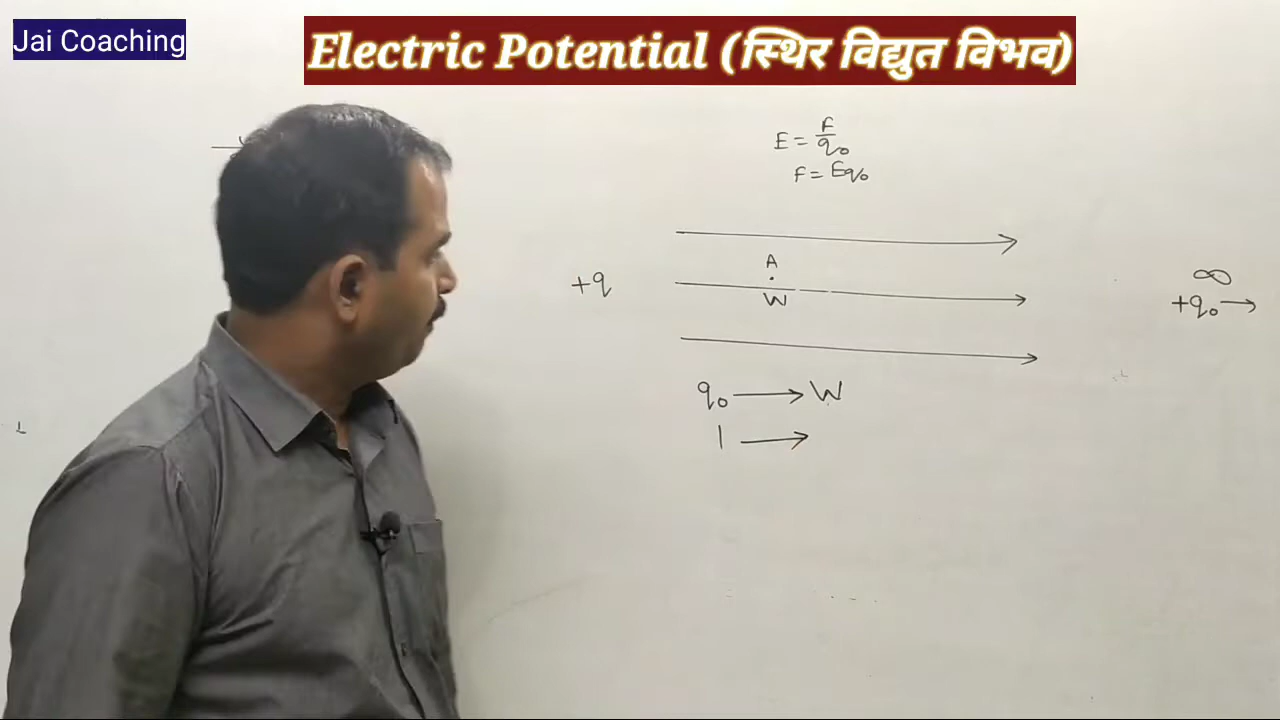 Jai Coaching
Electric Potential (स्थिर विद्युत विभव)
E = F/q₀
F = Eq₀
A
+q
W
∞
+q₀ →
q₀ → W
1 →